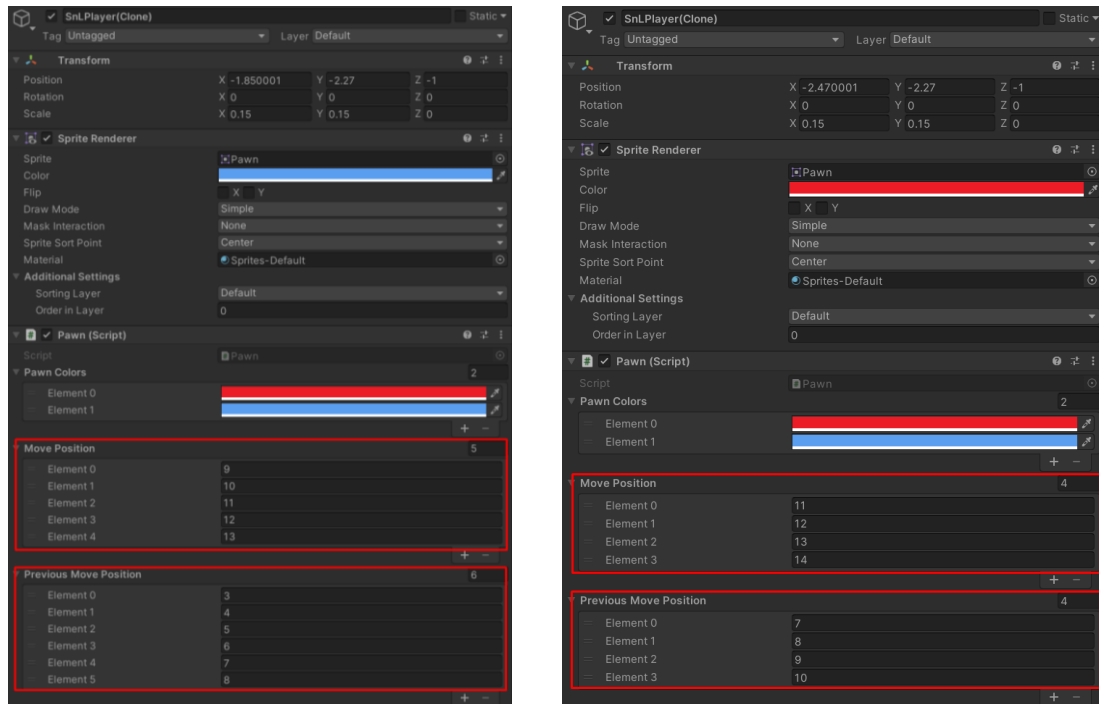 SnLPlayer(Clone) Static
Tag Untagged Layer Default
Transform
Position X -1.850001 Y -2.27 Z -1
Rotation X 0 Y 0 Z 0
Scale X 0.15 Y 0.15 Z 0
Sprite Renderer
Sprite Pawn
Color
Flip X Y
Draw Mode Simple
Mask Interaction None
Sprite Sort Point Center
Material Sprites-Default
Additional Settings
Sorting Layer Default
Order in Layer 0
Pawn (Script)
Script Pawn
Pawn Colors 2
Element 0
Element 1
+ -
Move Position 5
Element 0 9
Element 1 10
Element 2 11
Element 3 12
Element 4 13
+ -
Previous Move Position 6
Element 0 3
Element 1 4
Element 2 5
Element 3 6
Element 4 7
Element 5 8
+ -
SnLPlayer(Clone) Static
Tag Untagged Layer Default
Transform
Position X -2.470001 Y -2.27 Z -1
Rotation X 0 Y 0 Z 0
Scale X 0.15 Y 0.15 Z 0
Sprite Renderer
Sprite Pawn
Color
Flip X Y
Draw Mode Simple
Mask Interaction None
Sprite Sort Point Center
Material Sprites-Default
Additional Settings
Sorting Layer Default
Order in Layer 0
Pawn (Script)
Script Pawn
Pawn Colors 2
Element 0
Element 1
+ -
Move Position 4
Element 0 11
Element 1 12
Element 2 13
Element 3 14
+ -
Previous Move Position 4
Element 0 7
Element 1 8
Element 2 9
Element 3 10
+ -